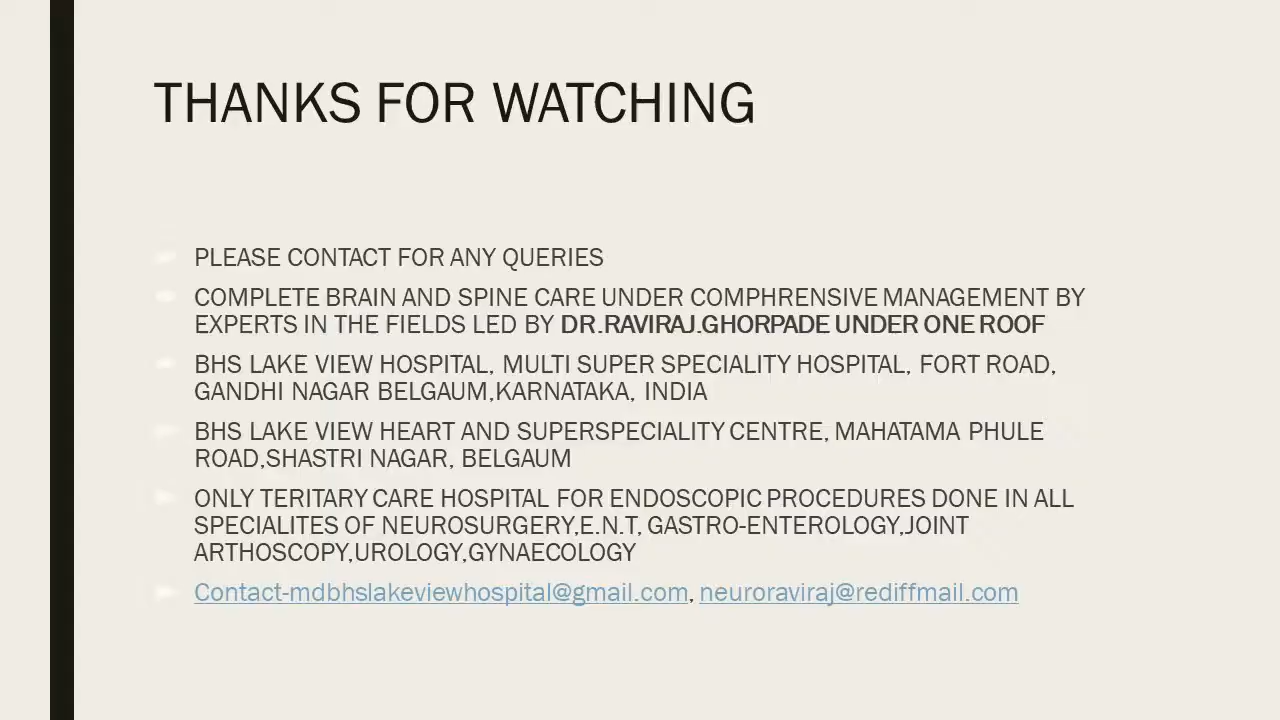 THANKS FOR WATCHING
PLEASE CONTACT FOR ANY QUERIES
COMPLETE BRAIN AND SPINE CARE UNDER COMPHRENSIVE MANAGEMENT BY
EXPERTS IN THE FIELDS LED BY DR.RAVIRAJ.GHORPADE UNDER ONE ROOF
BHS LAKE VIEW HOSPITAL, MULTI SUPER SPECIALITY HOSPITAL, FORT ROAD,
GANDHI NAGAR BELGAUM,KARNATAKA, INDIA
BHS LAKE VIEW HEART AND SUPERSPECIALITY CENTRE, MAHATAMA PHULE
ROAD,SHASTRI NAGAR, BELGAUM
ONLY TERITARY CARE HOSPITAL FOR ENDOSCOPIC PROCEDURES DONE IN ALL
SPECIALITES OF NEUROSURGERY,E.N.T, GASTRO-ENTEROLOGY,JOINT
ARTHOSCOPY,UROLOGY,GYNAECOLOGY
Contact-mdbhslakeviewhospital@gmail.com, neuroraviraj@rediffmail.com